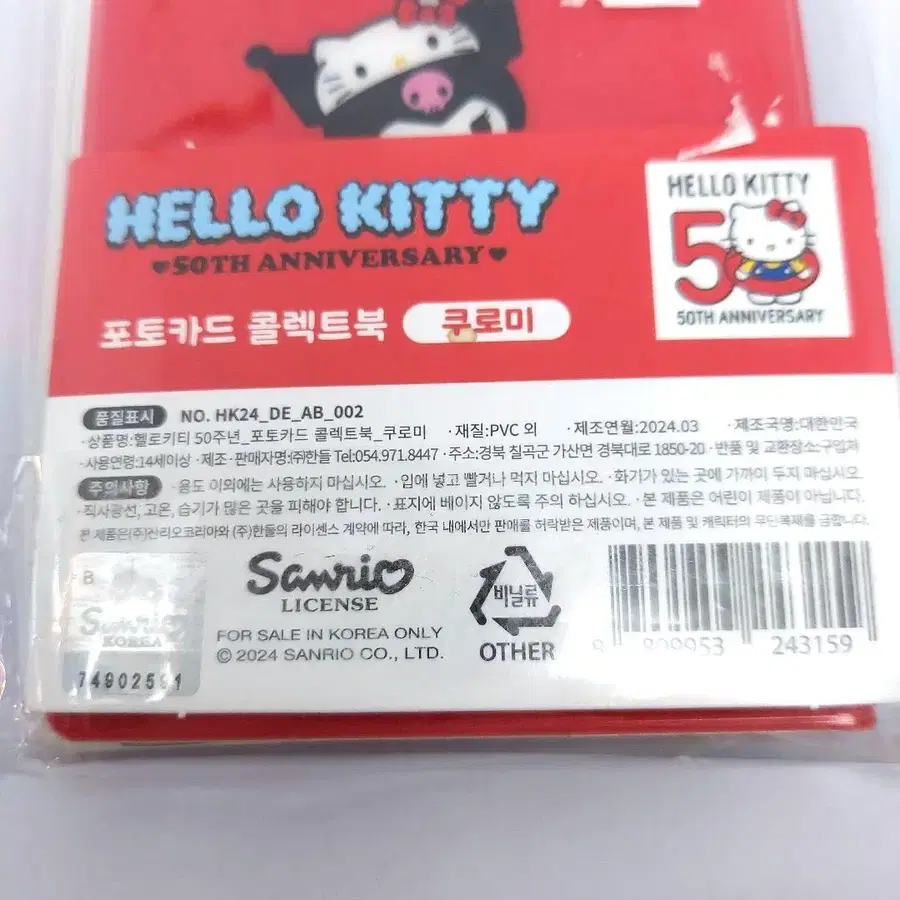 HELLO KITTY
50TH ANNIVERSARY
포토카드 콜렉트북 쿠로미
HELLO KITTY
50
50TH ANNIVERSARY
품질표시 NO. HK24_DE_AB_002
·상품명:헬로키티 50주년_포토카드 콜렉트북_쿠로미 ·재질:PVC 외 ·제조연월:2024.03 ·제조국명:대한민국
·사용연령:14세이상 ·제조·판매자명:㈜한들 Tel:054.971.8447 ·주소:경북 칠곡군 가산면 경북대로 1850-20 ·반품 및 교환장소:구입처
주의사항 ·용도 이외에는 사용하지 마십시오. ·입에 넣고 빨거나 먹지 마십시오. ·화기가 있는 곳에 가까이 두지 마십시오.
·직사광선, 고온, 습기가 많은 곳을 피해야 합니다. ·표지에 베이지 않도록 주의 하십시오. ·본 제품은 어린이 제품이 아닙니다.
본 제품은(주)산리오코리아와 (주)한들의 라이센스 계약에 따라, 한국 내에서만 판매를 허락받은 제품이며, 본 제품 및 캐릭터의 무단복제를 금합니다.
B
Sanrio
KOREA
74902591
Sanrio
LICENSE
FOR SALE IN KOREA ONLY
© 2024 SANRIO CO., LTD.
비닐류
OTHER
8 809953 243159